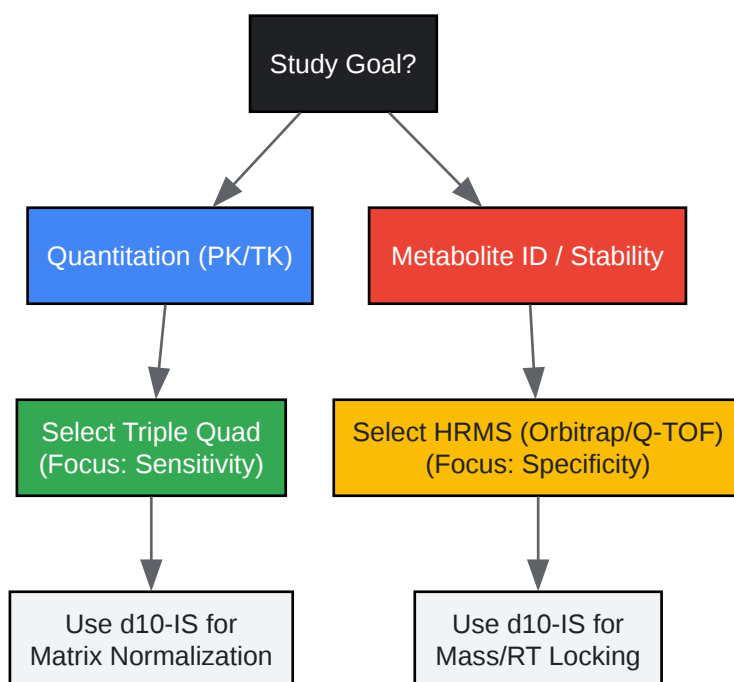 Study Goal?
Quantitation (PK/TK)
Metabolite ID / Stability
Select Triple Quad
(Focus: Sensitivity)
Select HRMS (Orbitrap/Q-TOF)
(Focus: Specificity)
Use d10-IS for
Matrix Normalization
Use d10-IS for
Mass/RT Locking